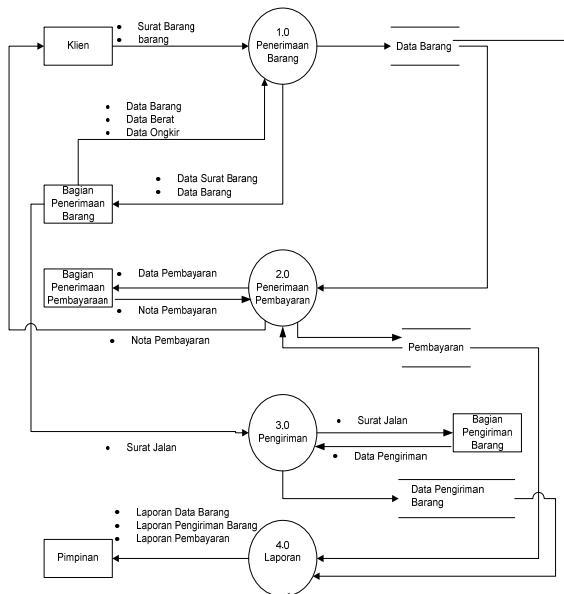 Klien
• Surat Barang
• barang
1.0
Penerimaan
Barang
Data Barang
• Data Barang
• Data Berat
• Data Ongkir
• Data Surat Barang
• Data Barang
Bagian
Penerimaan
Barang
Bagian
Penerimaan
Pembayaraan
• Data Pembayaran
• Nota Pembayaran
• Nota Pembayaran
2.0
Penerimaan
Pembayaran
Pembayaran
• Surat Jalan
3.0
Pengiriman
• Surat Jalan
• Data Pengiriman
Bagian
Pengiriman
Barang
Data Pengiriman
Barang
• Laporan Data Barang
• Laporan Pengiriman Barang
• Laporan Pembayaran
Pimpinan
4.0
Laporan